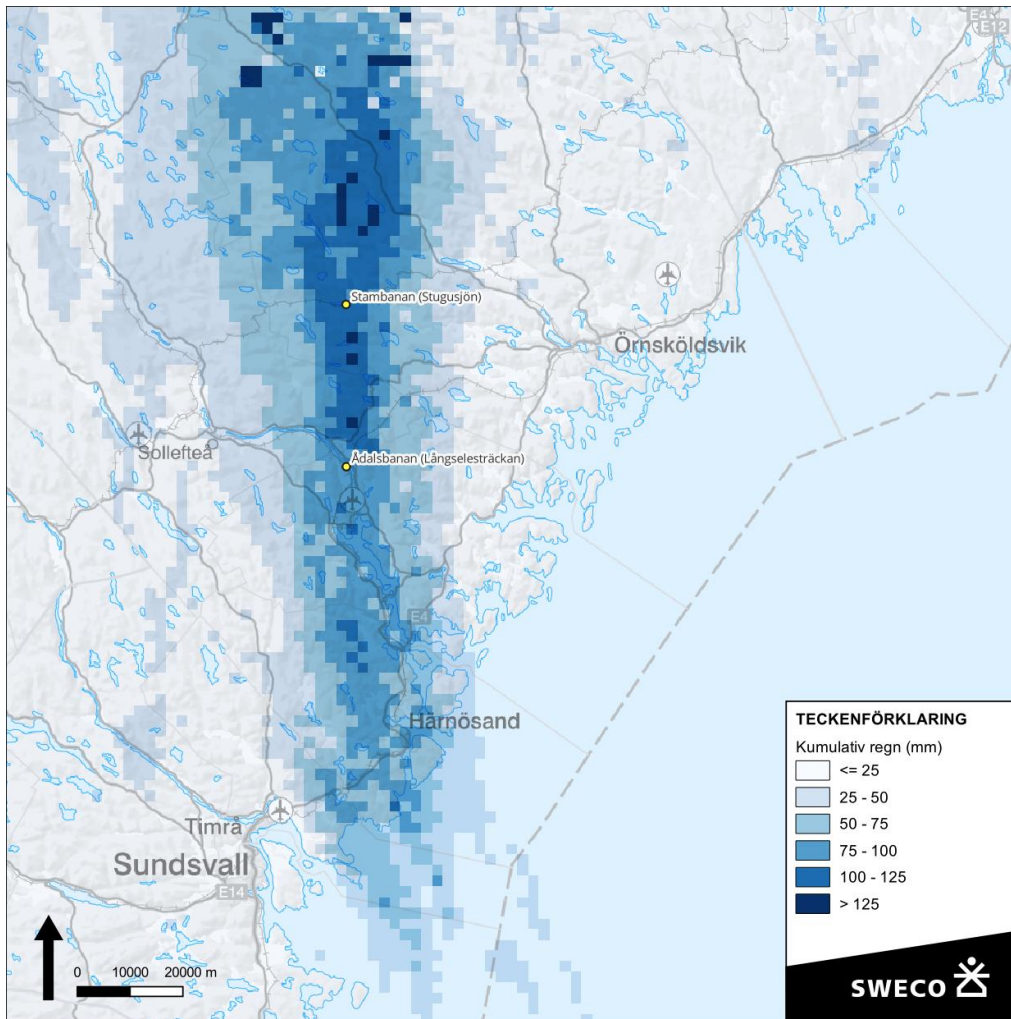 E4
E12
Stambanan (Stugusjön)
Örnsköldsvik
Sollefteå
Ådalsbanan (Långselesträckan)
E4
Härnösand
Timrå
Sundsvall
E14
0 10000 20000 m
TECKENFÖRKLARING
Kumulativ regn (mm)
<= 25
25 - 50
50 - 75
75 - 100
100 - 125
> 125
SWECO